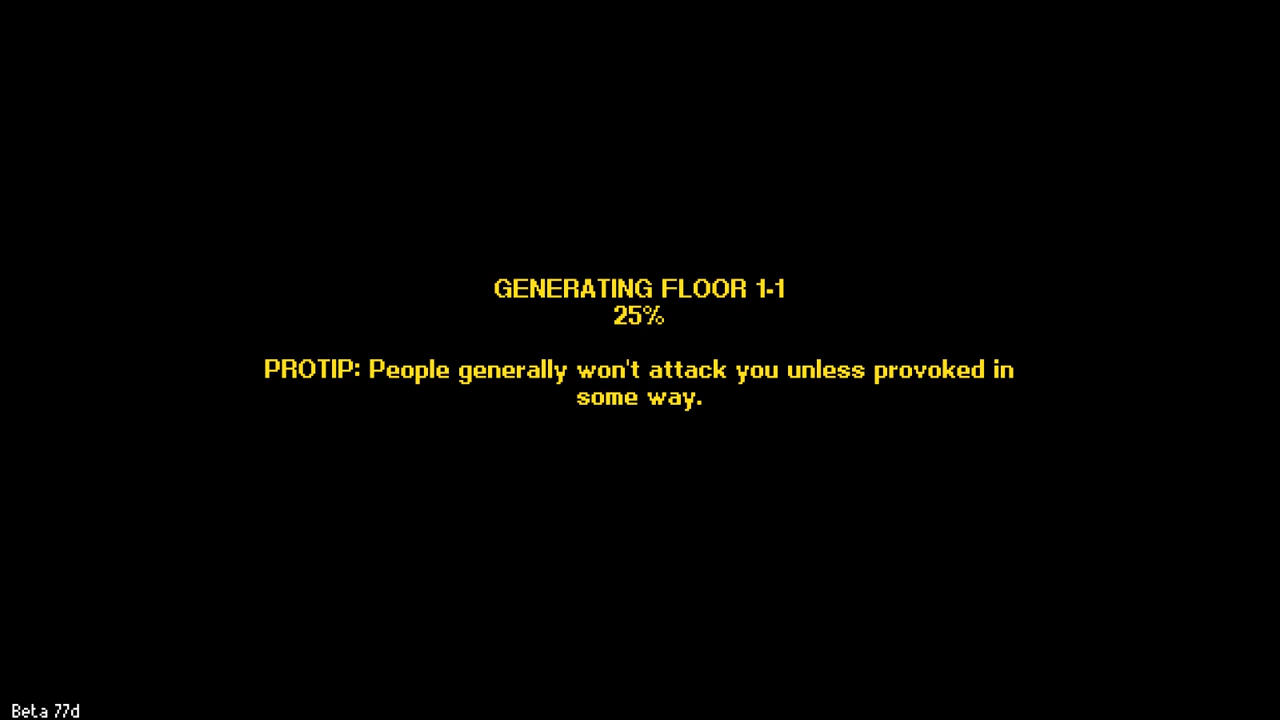 GENERATING FLOOR 1-1
25%
PROTIP: People generally won't attack you unless provoked in
some way.
Beta 77d